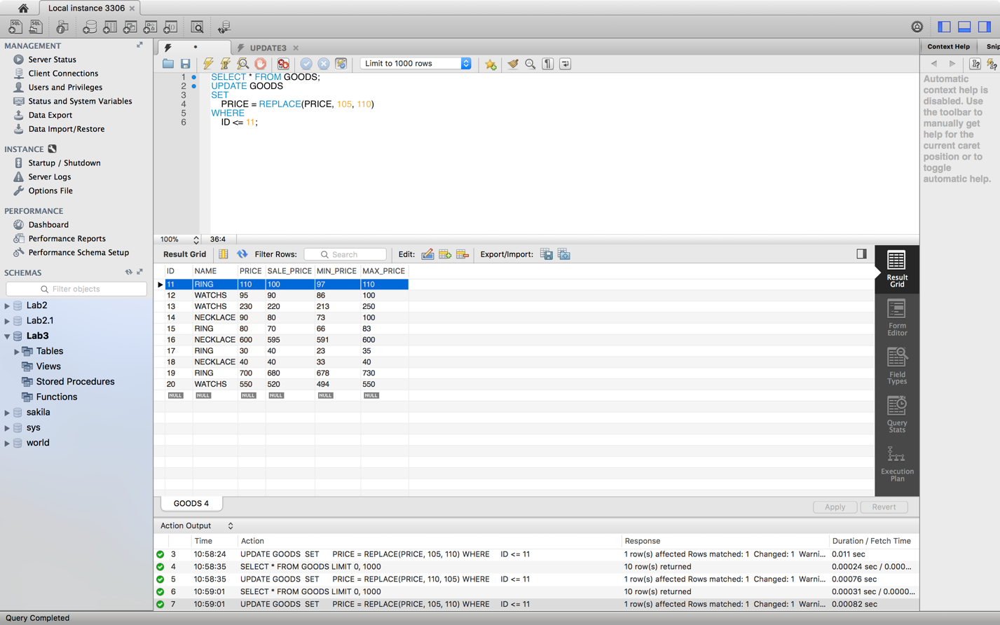 Local instance 3306
MANAGEMENT
Server Status
Client Connections
Users and Privileges
Status and System Variables
Data Export
Data Import/Restore
INSTANCE
Startup / Shutdown
Server Logs
Options File
PERFORMANCE
Dashboard
Performance Reports
Performance Schema Setup
SCHEMAS
Filter objects
Lab2
Lab2.1
Lab3
Tables
Views
Stored Procedures
Functions
sakila
sys
world
UPDATE3
Limit to 1000 rows
1 SELECT * FROM GOODS;
2 UPDATE GOODS
3 SET
4 PRICE = REPLACE(PRICE, 105, 110)
5 WHERE
6 ID <= 11;
100% 36:4
Result Grid Filter Rows: Search Edit: Export/Import:
ID NAME PRICE SALE_PRICE MIN_PRICE MAX_PRICE
11 RING 110 100 97 110
12 WATCHS 95 90 86 100
13 WATCHS 230 220 213 250
14 NECKLACE 90 80 73 100
15 RING 80 70 66 83
16 NECKLACE 600 595 591 600
17 RING 30 40 23 35
18 NECKLACE 40 40 33 40
19 RING 700 680 678 730
20 WATCHS 550 520 494 550
NULL NULL NULL NULL NULL NULL
Result
Grid
Form
Editor
Field
Types
Query
Stats
Execution
Plan
GOODS 4
Apply Revert
Action Output
Time Action Response Duration / Fetch Time
3 10:58:24 UPDATE GOODS SET PRICE = REPLACE(PRICE, 105, 110) WHERE ID <= 11 1 row(s) affected Rows matched: 1 Changed: 1 Warni... 0.011 sec
4 10:58:35 SELECT * FROM GOODS LIMIT 0, 1000 10 row(s) returned 0.00024 sec / 0.000...
5 10:58:35 UPDATE GOODS SET PRICE = REPLACE(PRICE, 110, 105) WHERE ID <= 11 1 row(s) affected Rows matched: 1 Changed: 1 Warni... 0.00076 sec
6 10:59:01 SELECT * FROM GOODS LIMIT 0, 1000 10 row(s) returned 0.00031 sec / 0.0000...
7 10:59:01 UPDATE GOODS SET PRICE = REPLACE(PRICE, 105, 110) WHERE ID <= 11 1 row(s) affected Rows matched: 1 Changed: 1 Warni... 0.00082 sec
Context Help Snip
Automatic
context help is
disabled. Use
the toolbar to
manually get
help for the
current caret
position or to
toggle
automatic help.
Query Completed